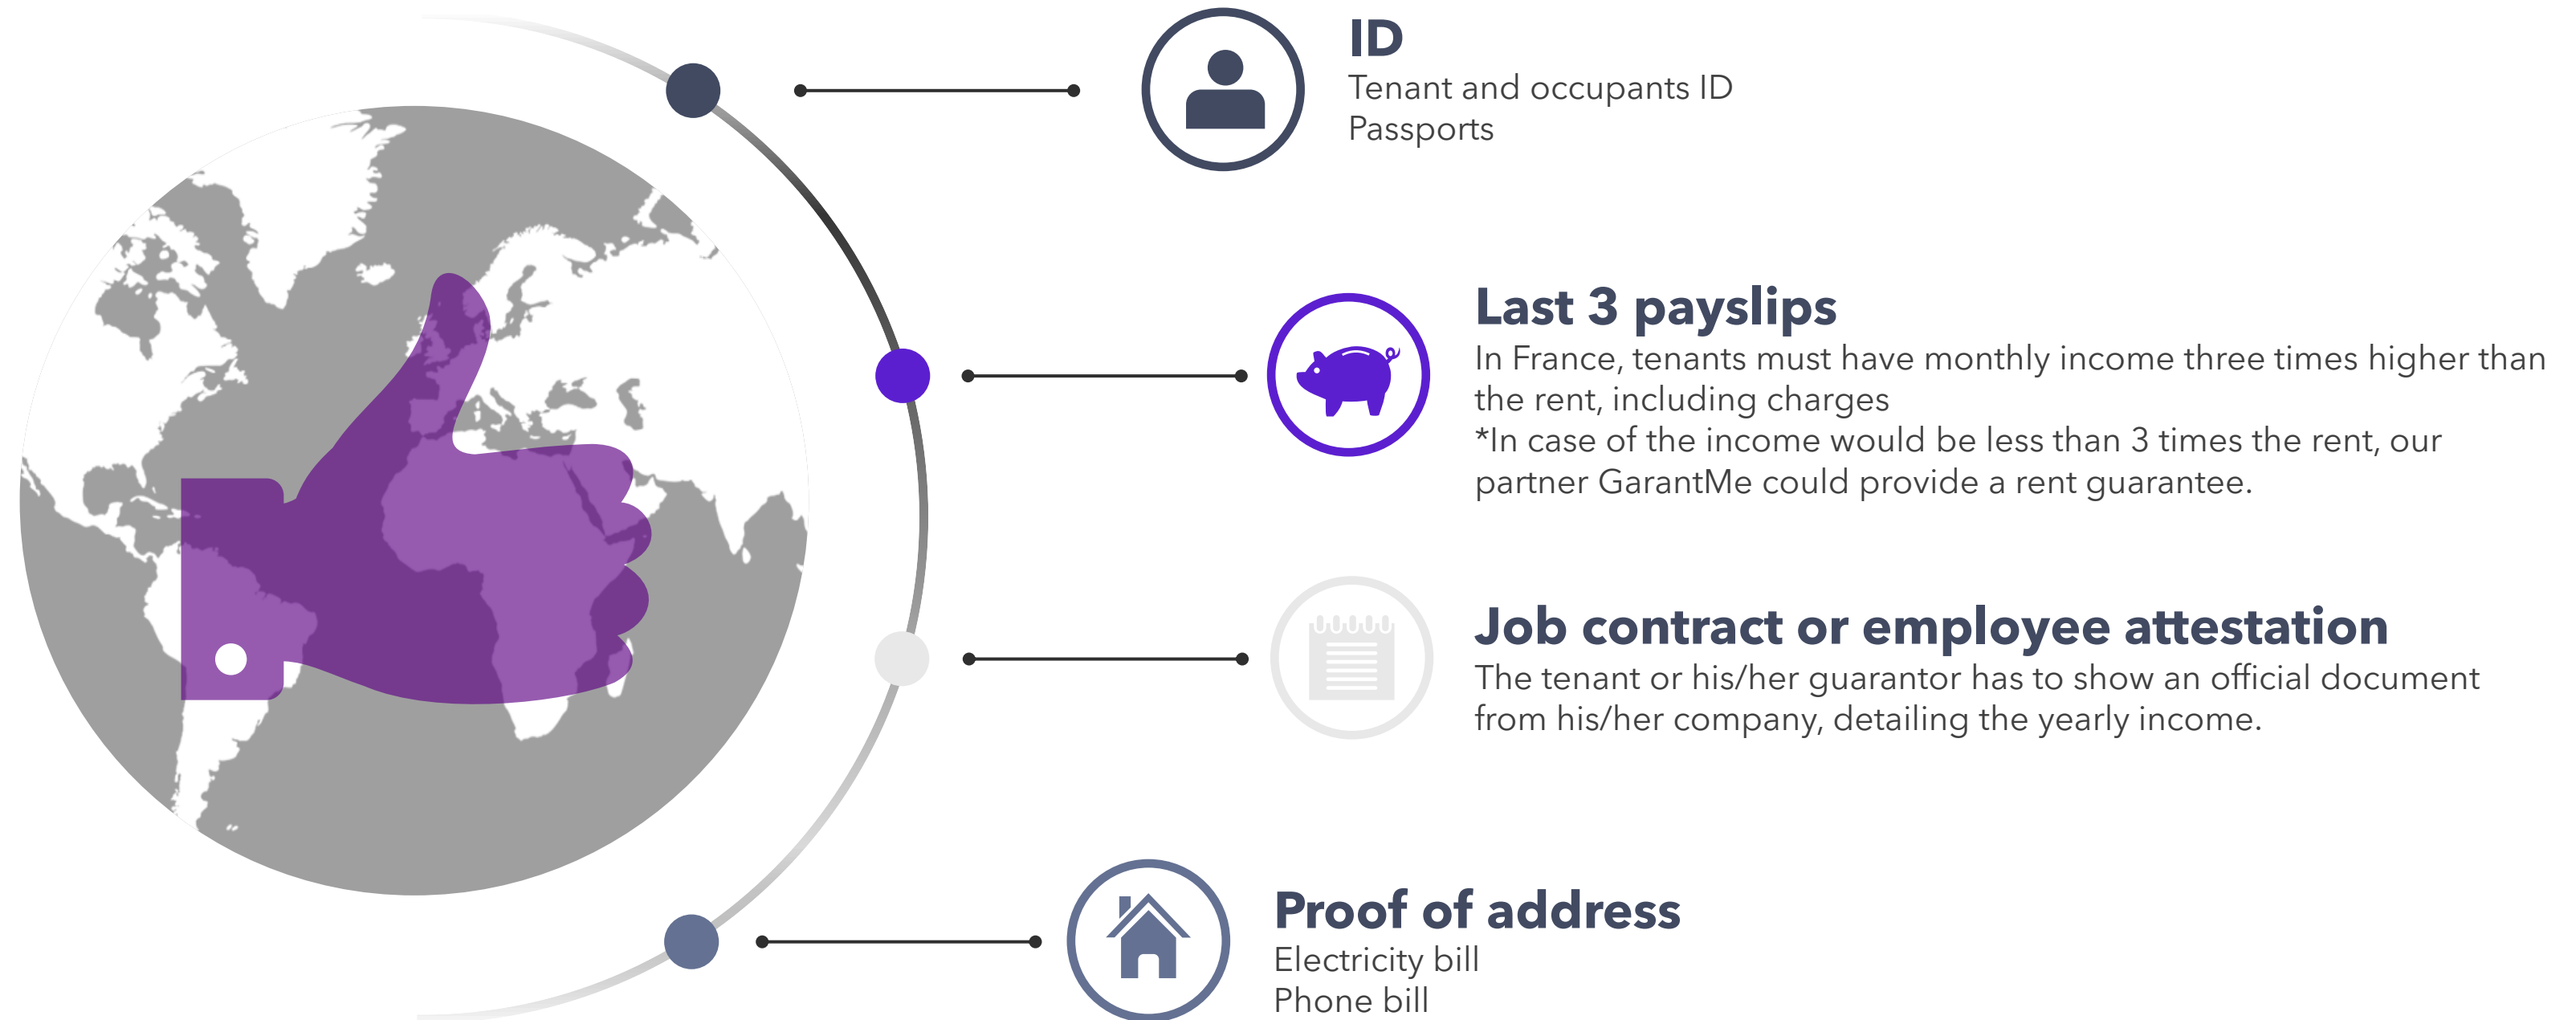 ID
Tenant and occupants ID
Passports
Last 3 payslips
In France, tenants must have monthly income three times higher than
the rent, including charges
*In case of the income would be less than 3 times the rent, our
partner GarantMe could provide a rent guarantee.
Job contract or employee attestation
The tenant or his/her guarantor has to show an official document
from his/her company, detailing the yearly income.
Proof of address
Electricity bill
Phone bill